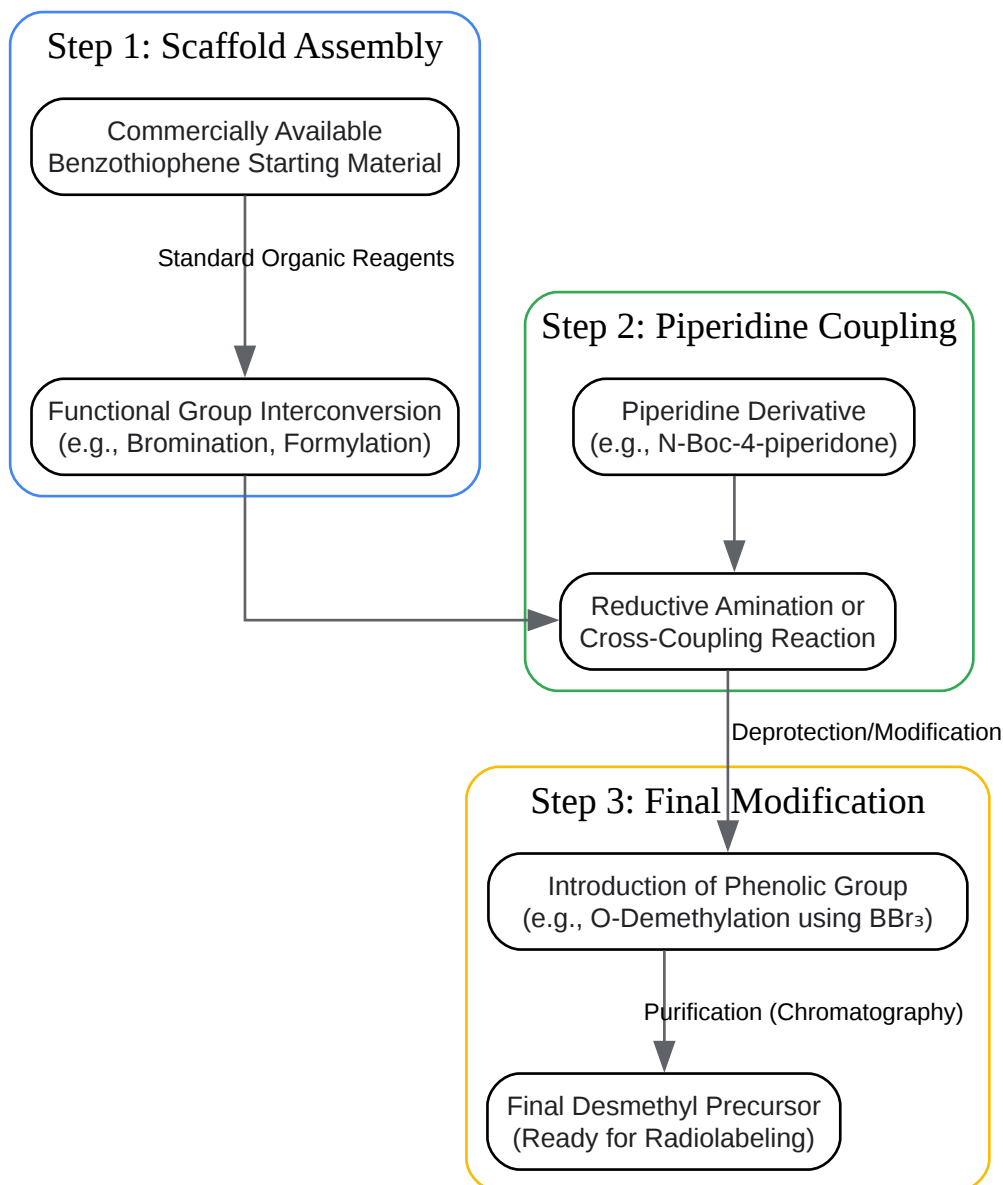 Step 1: Scaffold Assembly
Commercially Available
Benzothiophene Starting Material
Standard Organic Reagents
Functional Group Interconversion
(e.g., Bromination, Formylation)
Step 2: Piperidine Coupling
Piperidine Derivative
(e.g., N-Boc-4-piperidone)
Reductive Amination or
Cross-Coupling Reaction
Deprotection/Modification
Step 3: Final Modification
Introduction of Phenolic Group
(e.g., O-Demethylation using BBr₃)
Purification (Chromatography)
Final Desmethyl Precursor
(Ready for Radiolabeling)